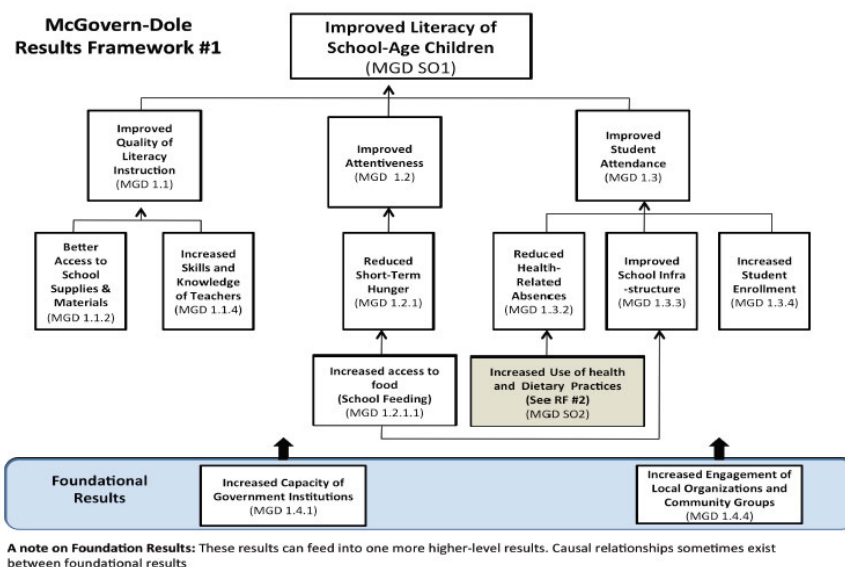 McGovern-Dole
Results Framework #1
Improved Literacy of
School-Age Children
(MGD SO1)
Improved
Quality of
Literacy
Instruction
(MGD 1.1)
Improved
Attentiveness
(MGD 1.2)
Improved
Student
Attendance
(MGD 1.3)
Better
Access to
School
Supplies &
Materials
(MGD 1.1.2)
Increased
Skills and
Knowledge
of Teachers
(MGD 1.1.4)
Reduced
Short-Term
Hunger
(MGD 1.2.1)
Reduced
Health-
Related
Absences
(MGD 1.3.2)
Improved
School Infra
-structure
(MGD 1.3.3)
Increased
Student
Enrollment
(MGD 1.3.4)
Increased access to
food
(School Feeding)
(MGD 1.2.1.1)
Increased Use of health
and Dietary Practices
(See RF #2)
(MGD SO2)
Foundational
Results
Increased Capacity of
Government Institutions
(MGD 1.4.1)
Increased Engagement of
Local Organizations and
Community Groups
(MGD 1.4.4)
A note on Foundation Results: These results can feed into one more higher-level results. Causal relationships sometimes exist
between foundational results